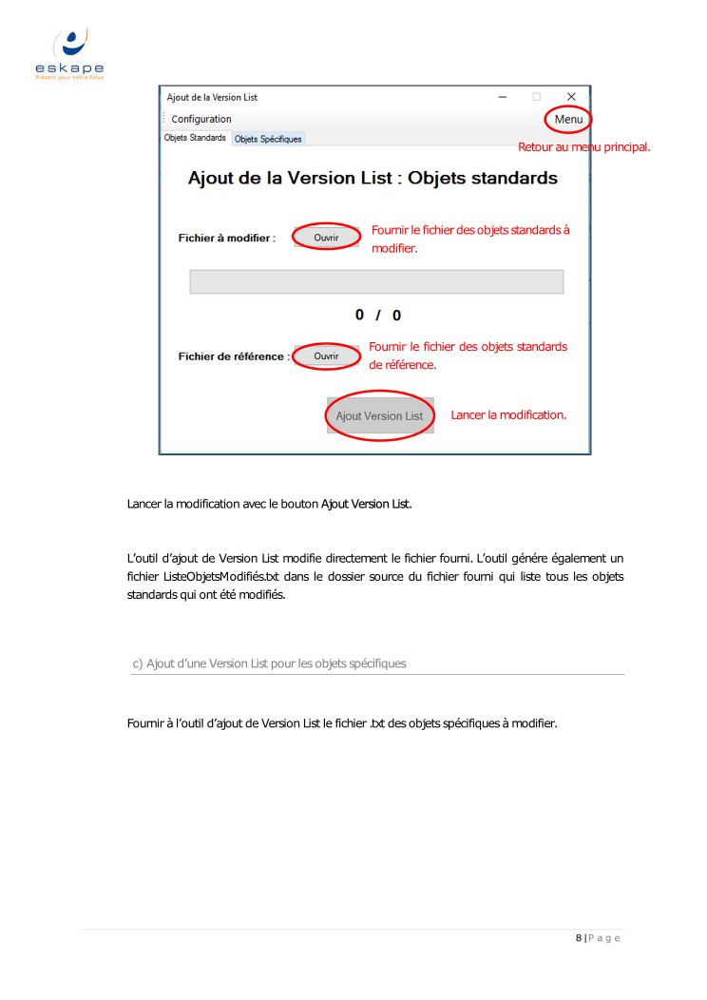 eskape
Présent pour votre Futur
Ajout de la Version List
Configuration
Menu
Objets Standards
Objets Spécifiques
Retour au menu principal.
Ajout de la Version List : Objets standards
Fichier à modifier :
Ouvrir
Fournir le fichier des objets standards à
modifier.
0 / 0
Fichier de référence :
Ouvrir
Fournir le fichier des objets standards
de référence.
Ajout Version List
Lancer la modification.
Lancer la modification avec le bouton Ajout Version List.
L’outil d’ajout de Version List modifie directement le fichier fourni. L’outil génére également un
fichier ListeObjetsModifiés.txt dans le dossier source du fichier fourni qui liste tous les objets
standards qui ont été modifiés.
c) Ajout d’une Version List pour les objets spécifiques
Fournir à l’outil d’ajout de Version List le fichier .txt des objets spécifiques à modifier.
8 | P a g e